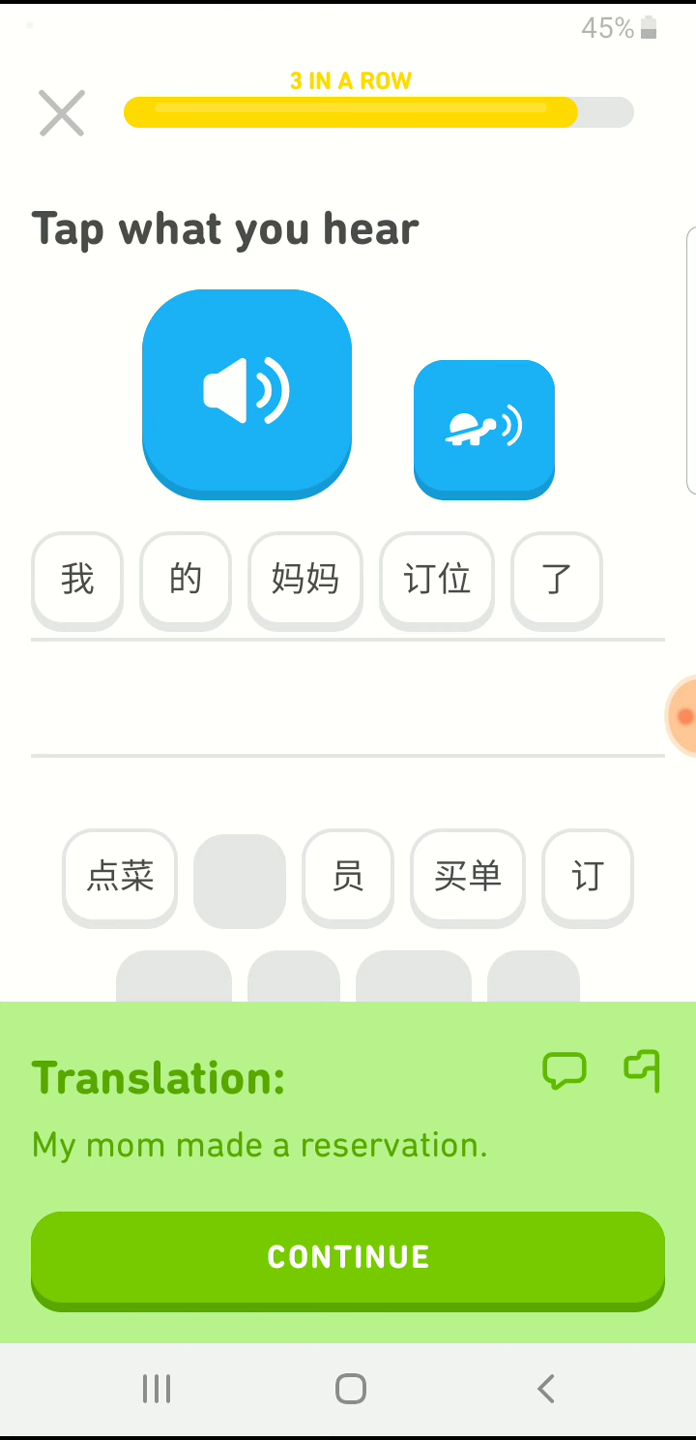 45%
3 IN A ROW
Tap what you hear
我 的 妈妈 订位 了
点菜 员 买单 订
Translation:
My mom made a reservation.
CONTINUE